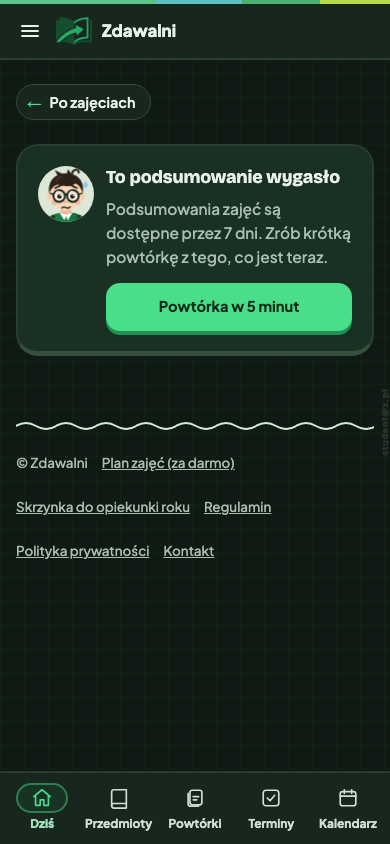 Zdawalni
← Po zajęciach
To podsumowanie wygasło
Podsumowania zajęć są
dostępne przez 7 dni. Zrób krótką
powtórkę z tego, co jest teraz.
Powtórka w 5 minut
student@z.pl
© Zdawalni Plan zajęć (za darmo)
Skrzynka do opiekunki roku Regulamin
Polityka prywatności Kontakt
Dziś Przedmioty Powtórki Terminy Kalendarz